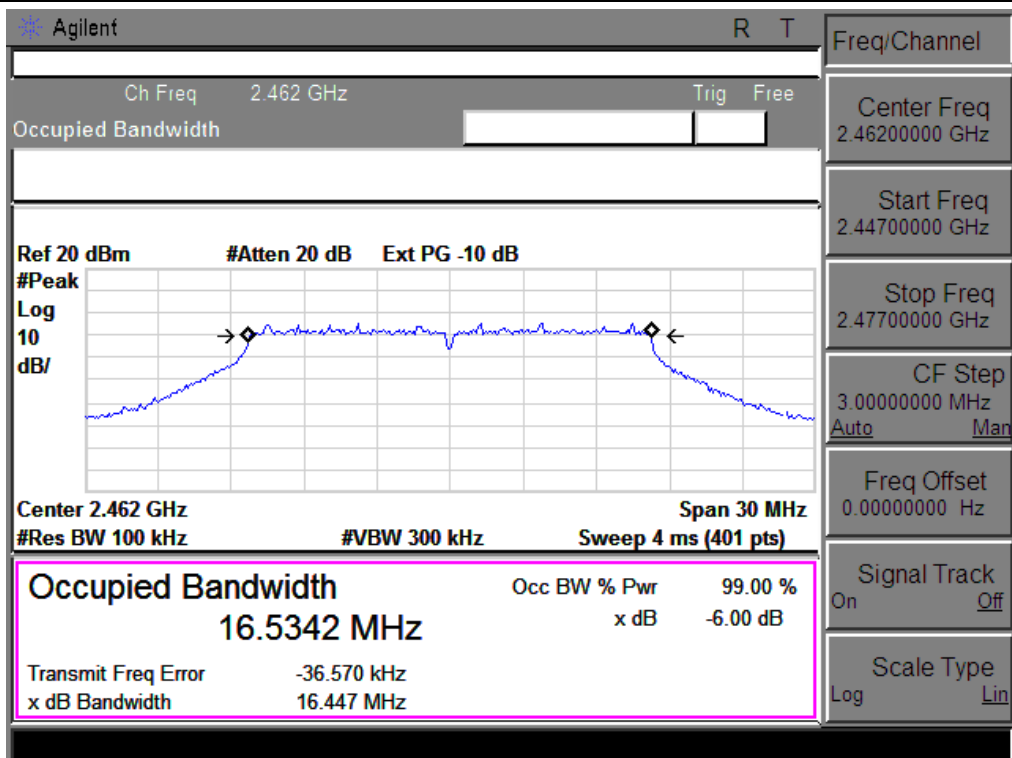 Agilent R T
Ch Freq 2.462 GHz Trig Free
Occupied Bandwidth
Ref 20 dBm #Atten 20 dB Ext PG -10 dB
#Peak
Log
10
dB/
Center 2.462 GHz Span 30 MHz
#Res BW 100 kHz #VBW 300 kHz Sweep 4 ms (401 pts)
Occupied Bandwidth Occ BW % Pwr 99.00 %
16.5342 MHz x dB -6.00 dB
Transmit Freq Error -36.570 kHz
x dB Bandwidth 16.447 MHz
Freq/Channel
Center Freq
2.46200000 GHz
Start Freq
2.44700000 GHz
Stop Freq
2.47700000 GHz
CF Step
3.00000000 MHz
Auto Man
Freq Offset
0.00000000 Hz
Signal Track
On Off
Scale Type
Log Lin